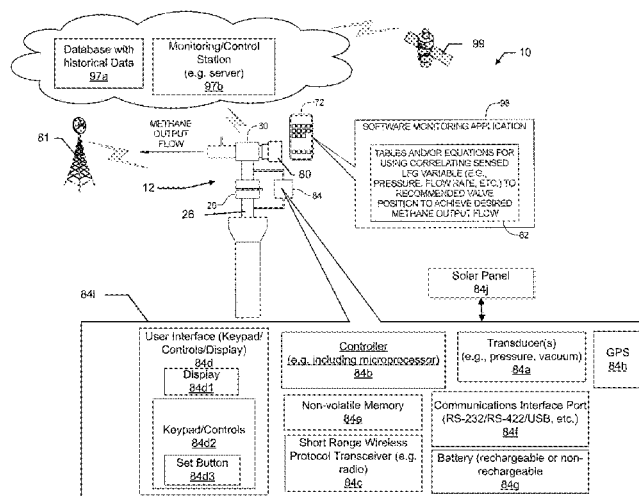 Database with
historical Data
97a
Monitoring/Control
Station
(e.g. server)
97b
99
10
72
98
SOFTWARE MONITORING APPLICATION
TABLES AND/OR EQUATIONS FOR
USING CORRELATING SENSED
LFG VARIABLE (E.G.,
PRESSURE, FLOW RATE, ETC.) TO
RECOMMENDED VALVE
POSITION TO ACHIEVE DESIRED
METHANE OUTPUT FLOW
82
81
METHANE
OUTPUT
FLOW
30
80
12
84
26
84i
Solar Panel
84j
User Interface (Keypad/
Controls/Display)
84d
Display
84d1
Keypad/Controls
84d2
Set Button
84d3
Controller
(e.g. including microprocessor)
84b
Non-volatile Memory
84e
Short Range Wireless
Protocol Transceiver (e.g.
radio)
84c
Transducer(s)
(e.g., pressure, vacuum)
84a
Communications Interface Port
(RS-232/RS-422/USB, etc.)
84f
Battery (rechargeable or non-
rechargeable
84g
GPS
84h